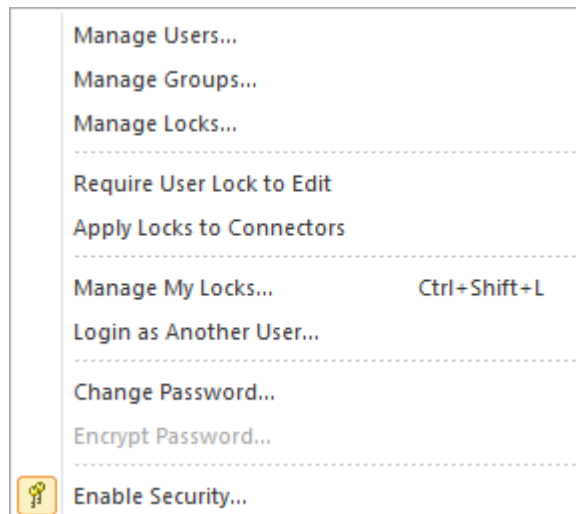 Manage Users...
Manage Groups...
Manage Locks...
Require User Lock to Edit
Apply Locks to Connectors
Manage My Locks... Ctrl+Shift+L
Login as Another User...
Change Password...
Encrypt Password...
Enable Security...